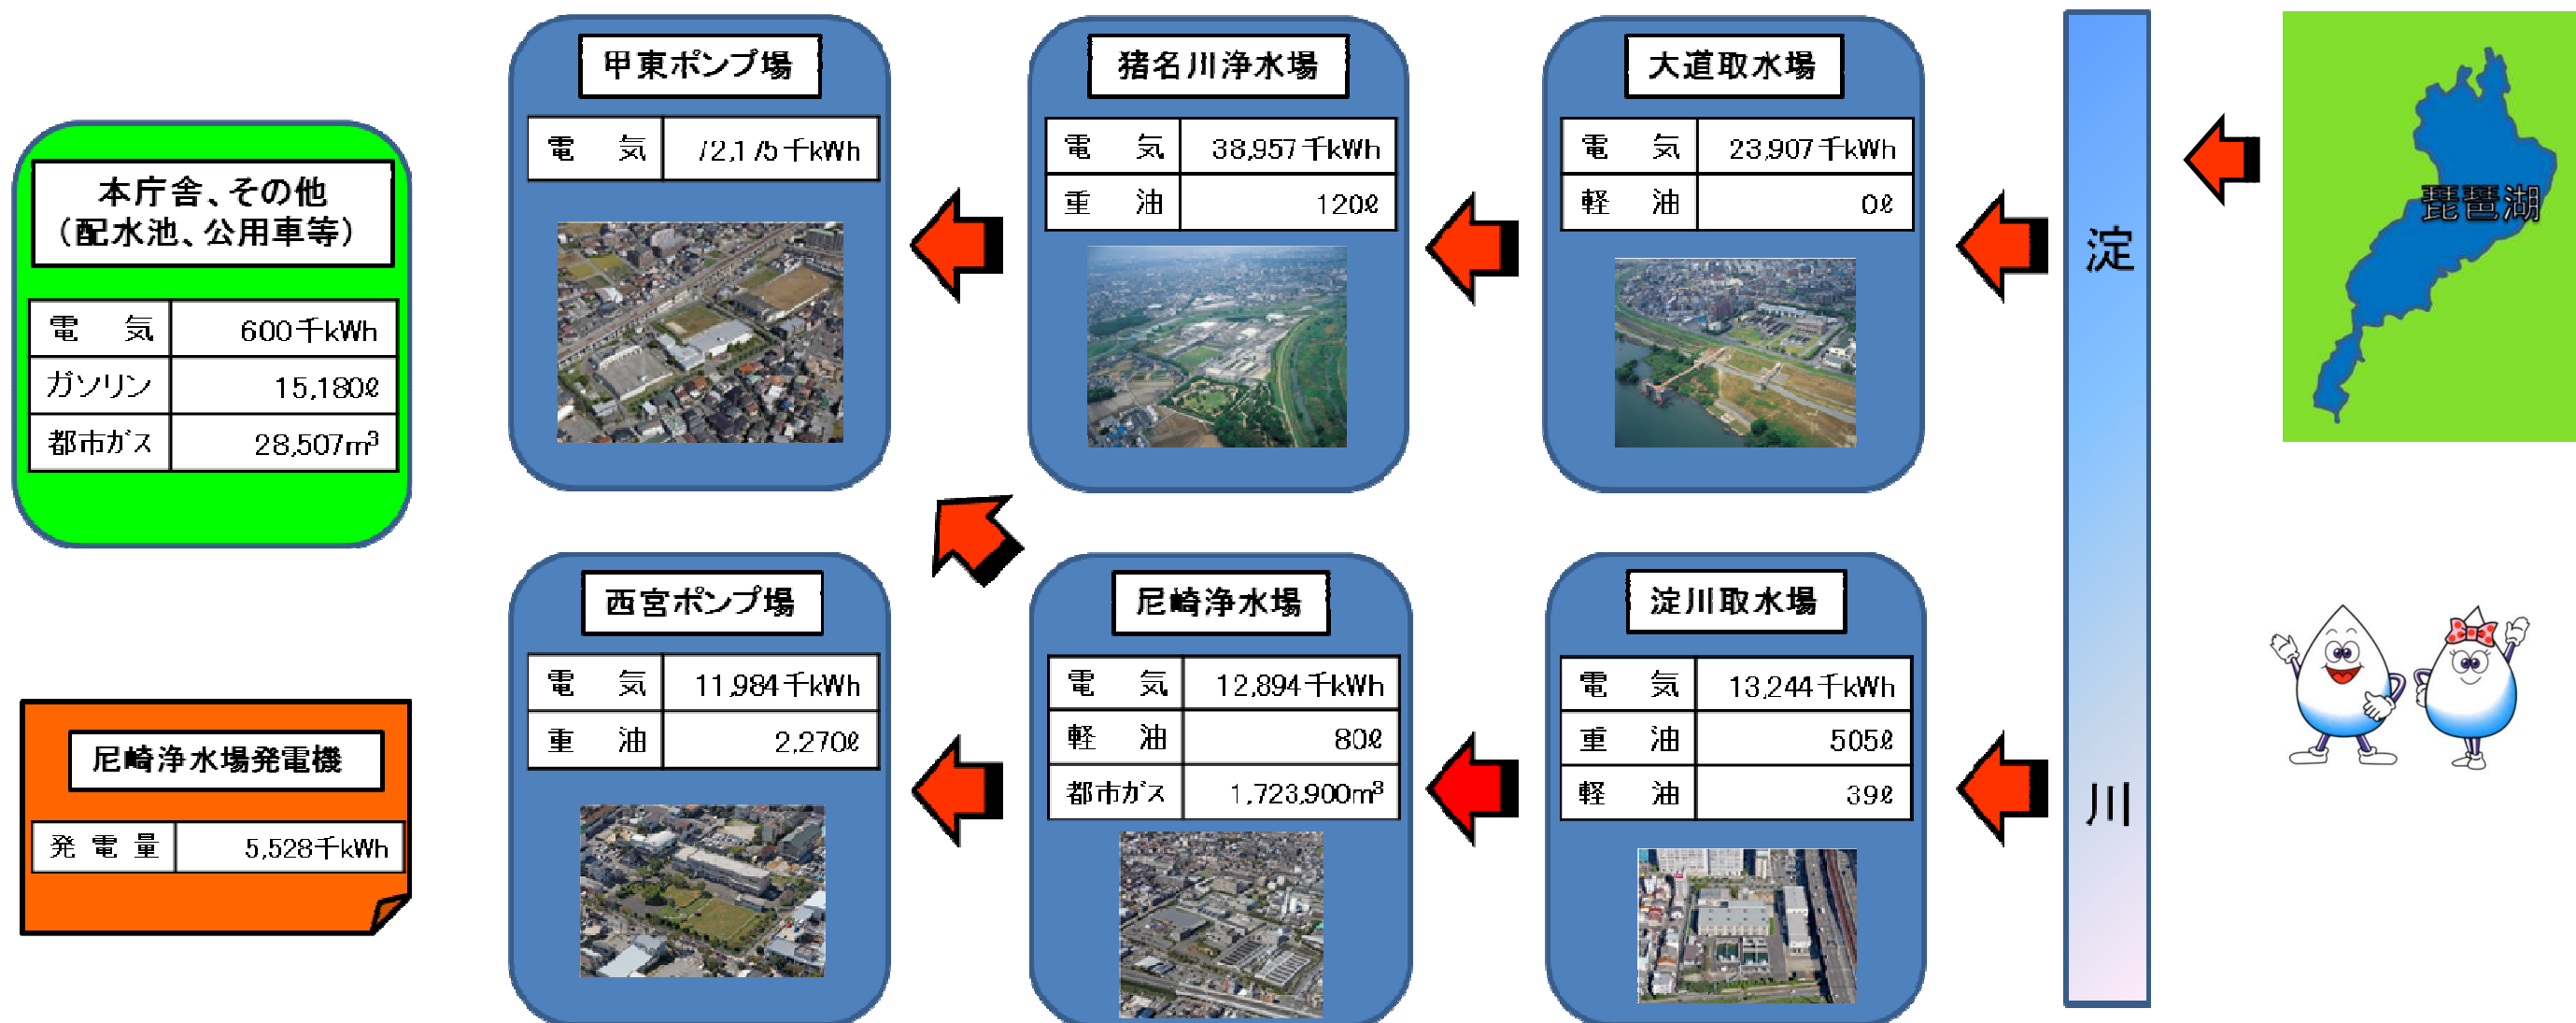 甲東ポンプ場
電 気 72,175千kWh
猪名川浄水場
電 気 38,957千kWh
重 油 120ℓ
大道取水場
電 気 23,907千kWh
軽 油 0ℓ
淀川
琵琶湖
本庁舎、その他
（配水池、公用車等）
電 気 600千kWh
ガソリン 15,180ℓ
都市ガス 28,507m³
西宮ポンプ場
電 気 11,984千kWh
重 油 2,270ℓ
尼崎浄水場
電 気 12,894千kWh
軽 油 80ℓ
都市ガス 1,723,900m³
淀川取水場
電 気 13,244千kWh
重 油 505ℓ
軽 油 39ℓ
尼崎浄水場発電機
発 電 量 5,528千kWh